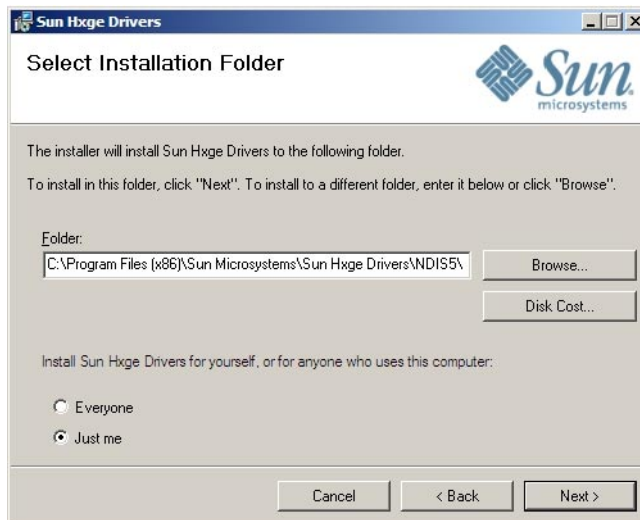 Sun Hxge Drivers
Select Installation Folder
Sun
microsystems
The installer will install Sun Hxge Drivers to the following folder.
To install in this folder, click "Next". To install to a different folder, enter it below or click "Browse".
Folder:
C:\Program Files (x86)\Sun Microsystems\Sun Hxge Drivers\NDIS5\
Browse...
Disk Cost...
Install Sun Hxge Drivers for yourself, or for anyone who uses this computer:
Everyone
Just me
Cancel
< Back
Next >